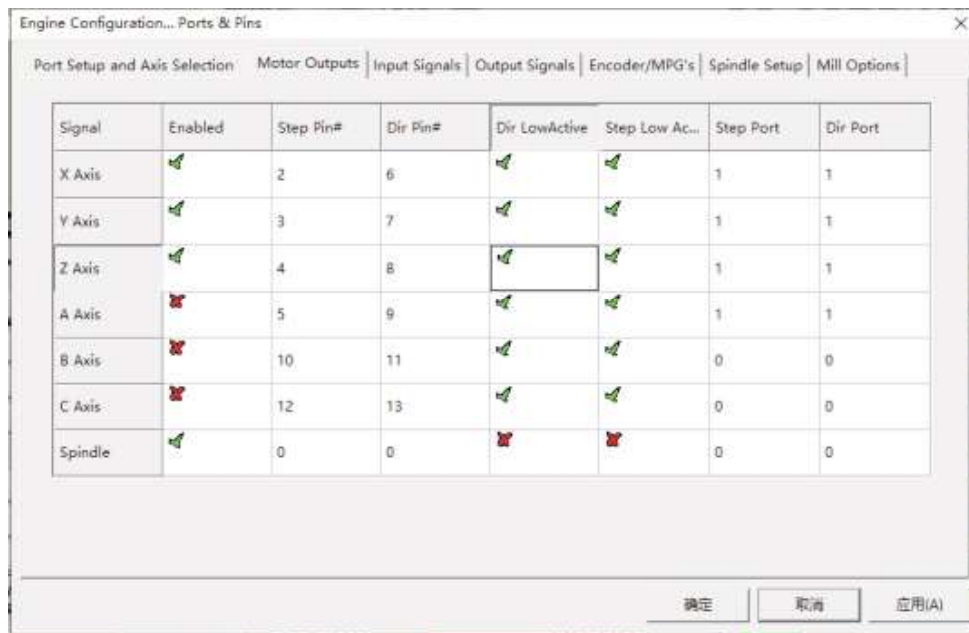 Engine Configuration... Ports & Pins
Port Setup and Axis Selection Motor Outputs Input Signals Output Signals Encoder/MPG's Spindle Setup Mill Options
Signal Enabled Step Pin# Dir Pin# Dir LowActive Step Low Ac... Step Port Dir Port
X Axis 2 6 1 1
Y Axis 3 7 1 1
Z Axis 4 8 1 1
A Axis 5 9 1 1
B Axis 10 11 0 0
C Axis 12 13 0 0
Spindle 0 0 0 0
确定 取消 应用(A)